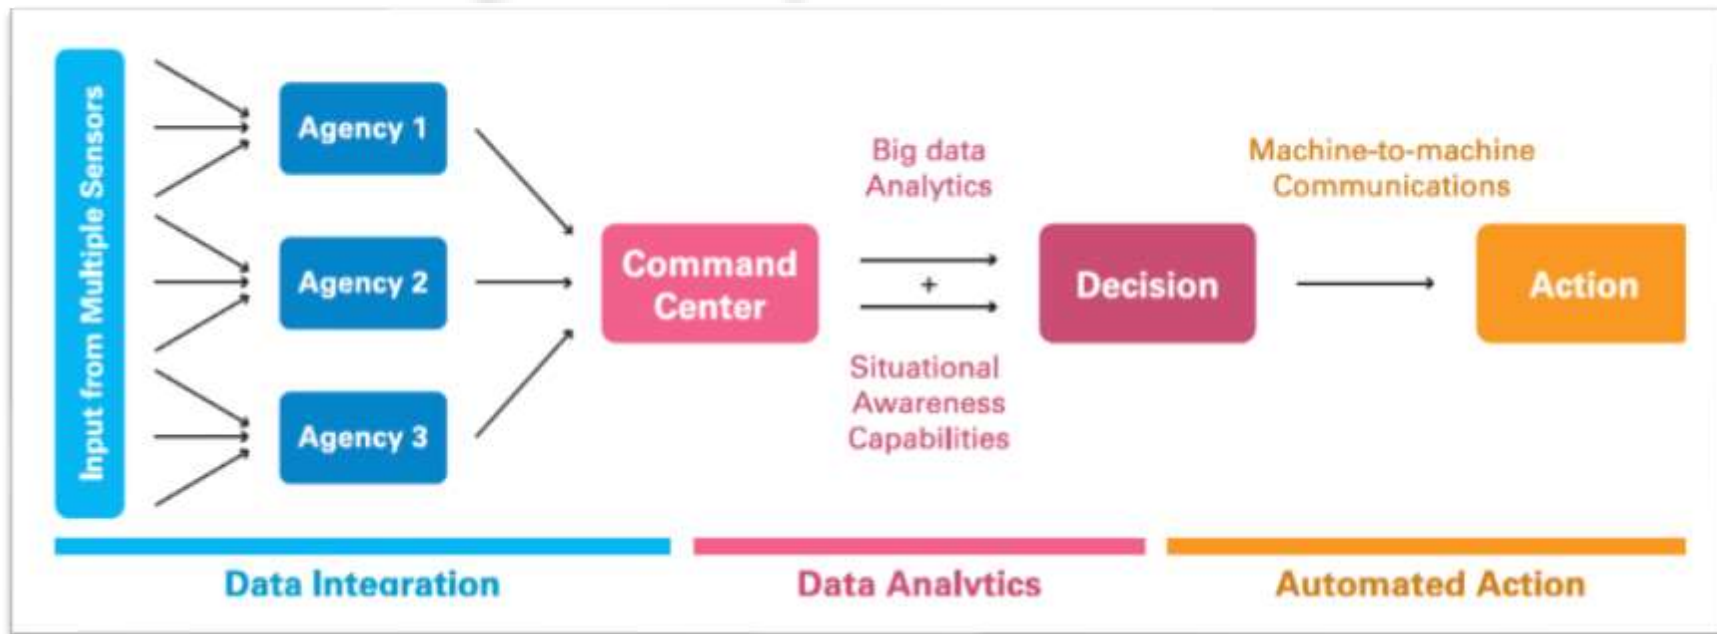 Input from Multiple Sensors
Agency 1
Agency 2
Agency 3
Command
Center
Big data
Analytics
+
Situational
Awareness
Capabilities
Decision
Machine-to-machine
Communications
Action
Data Integration
Data Analytics
Automated Action